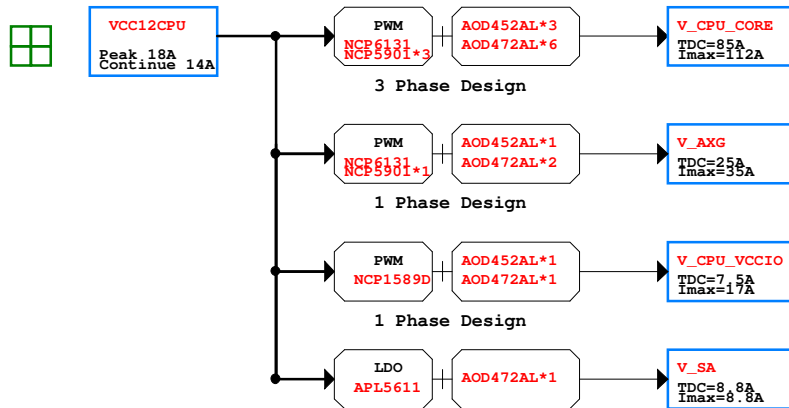 VCC12CPU
Peak 18A
Continue 14A
PWM
NCP6131
NCP5901*3
AOD452AL*3
AOD472AL*6
V_CPU_CORE
TDC=85A
Imax=112A
3 Phase Design
PWM
NCP6131
NCP5901*1
AOD452AL*1
AOD472AL*2
V_AXG
TDC=25A
Imax=35A
1 Phase Design
PWM
NCP1589D
AOD452AL*1
AOD472AL*1
V_CPU_VCCIO
TDC=7.5A
Imax=17A
1 Phase Design
LDO
APL5611
AOD472AL*1
V_SA
TDC=8.8A
Imax=8.8A